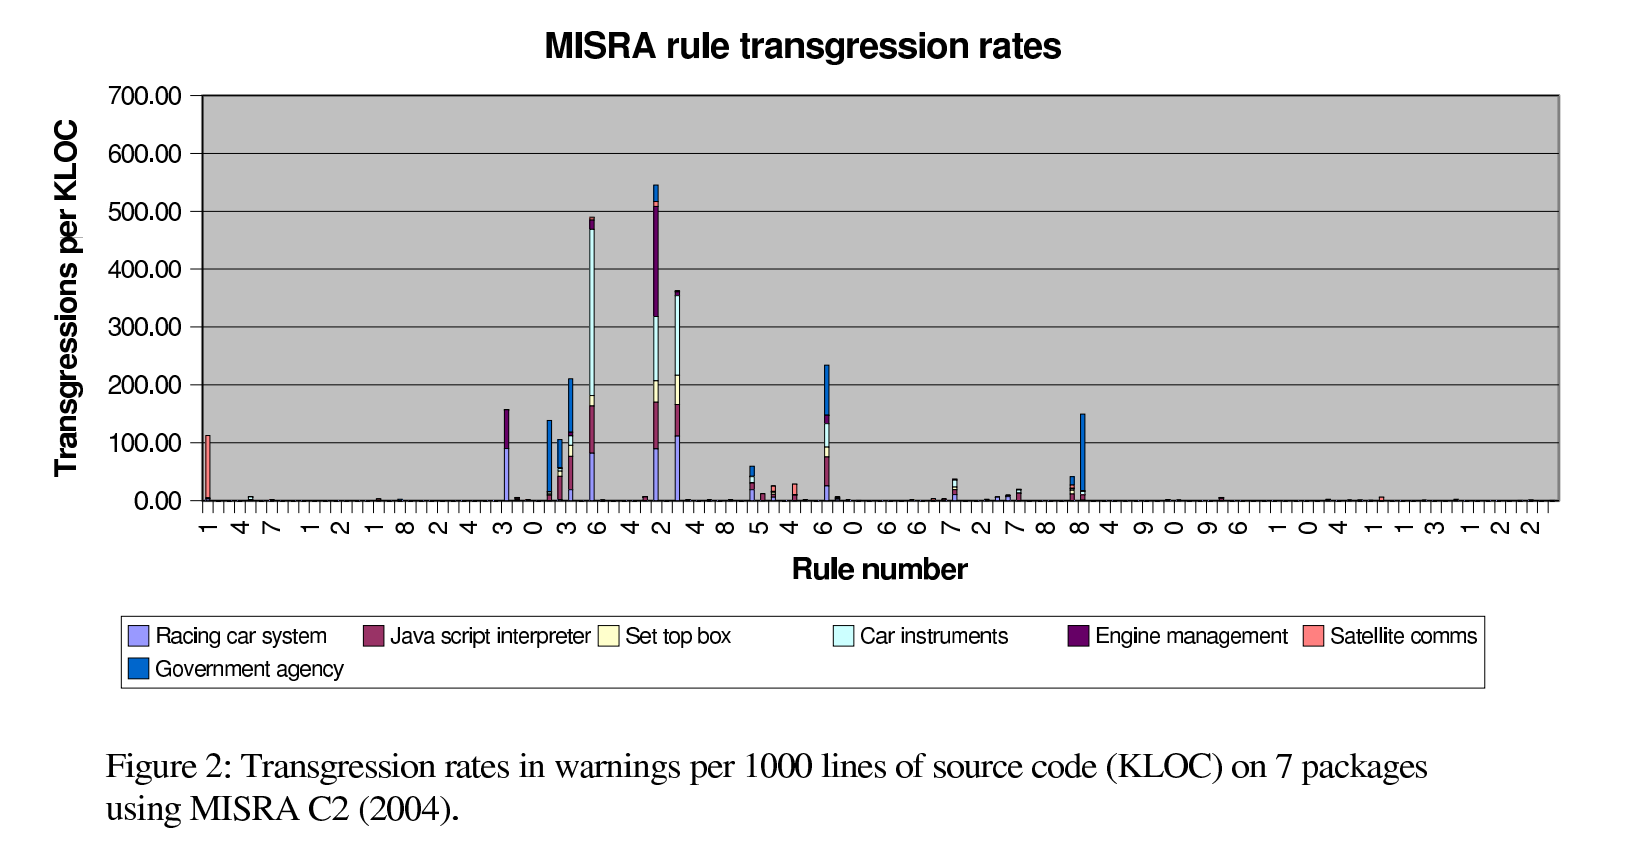 MISRA rule transgression rates
700.00
600.00
500.00
400.00
300.00
200.00
100.00
0.00
Transgressions per KLOC
1 4 7 1 2 1 8 2 4 3 0 3 6 4 2 4 8 5 4 6 0 6 6 7 2 7 8 8 4 9 0 9 6 1 0 4 1 1 3 1 2 2
Rule number
Racing car system Java script interpreter Set top box Car instruments Engine management Satellite comms
Government agency
Figure 2: Transgression rates in warnings per 1000 lines of source code (KLOC) on 7 packages
using MISRA C2 (2004).